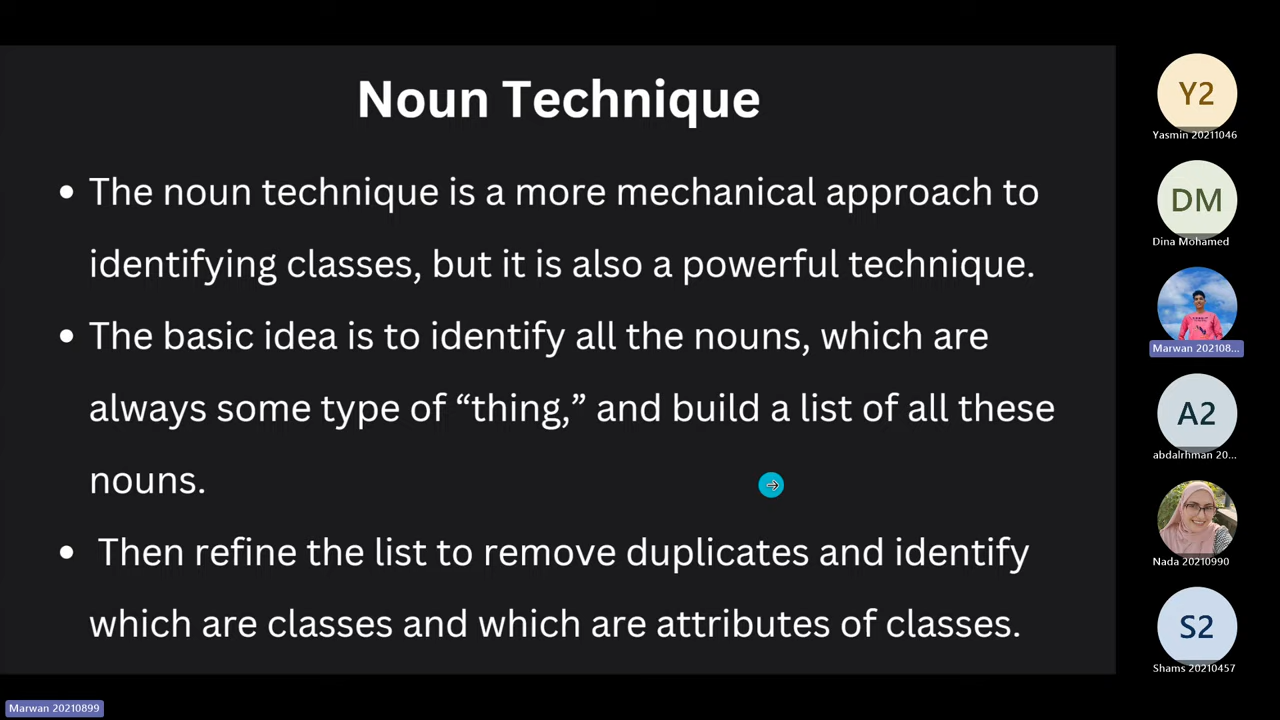 Noun Technique
• The noun technique is a more mechanical approach to
identifying classes, but it is also a powerful technique.
• The basic idea is to identify all the nouns, which are
always some type of “thing,” and build a list of all these
nouns.
• Then refine the list to remove duplicates and identify
which are classes and which are attributes of classes.
Y2
Yasmin 20211046
DM
Dina Mohamed
Marwan 202108...
A2
abdalrhman 20...
Nada 20210990
S2
Shams 20210457
Marwan 20210899